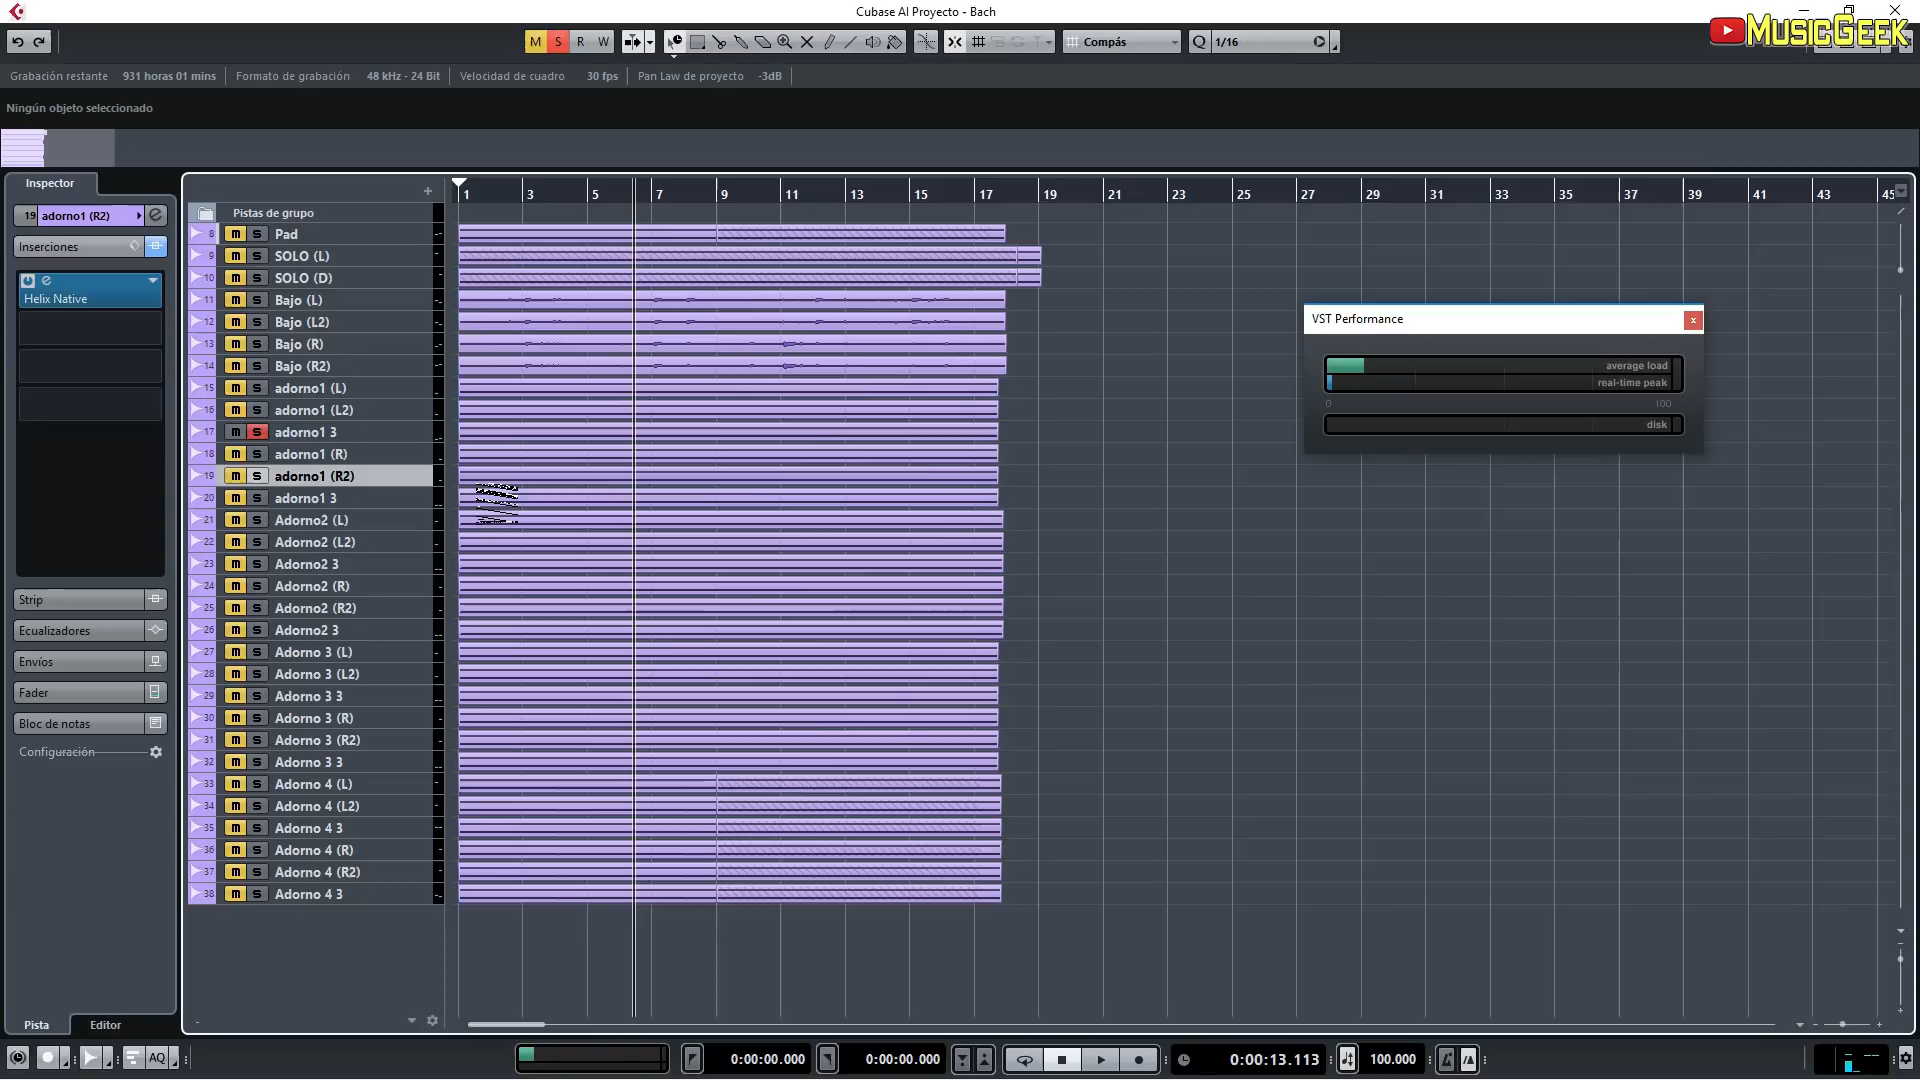 Cubase AI Proyecto - Bach
MUSICGEEK
M S R W
Compás
Q 1/16
Grabación restante 931 horas 01 mins Formato de grabación 48 kHz - 24 Bit Velocidad de cuadro 30 fps Pan Law de proyecto -3dB
Ningún objeto seleccionado
Inspector
19 adorno1 (R2)
Inserciones
Helix Native
Strip
Ecualizadores
Envíos
Fader
Bloc de notas
Configuración
Pista Editor
1 3 5 7 9 11 13 15 17 19 21 23 25 27 29 31 33 35 37 39 41 43 45
Pistas de grupo
8 m S Pad
9 m S SOLO (L)
10 m S SOLO (D)
11 m S Bajo (L)
12 m S Bajo (L2)
13 m S Bajo (R)
14 m S Bajo (R2)
15 m S adorno1 (L)
16 m S adorno1 (L2)
17 m S adorno1 3
18 m S adorno1 (R)
19 m S adorno1 (R2)
20 m S adorno1 3
21 m S Adorno2 (L)
22 m S Adorno2 (L2)
23 m S Adorno2 3
24 m S Adorno2 (R)
25 m S Adorno2 (R2)
26 m S Adorno2 3
27 m S Adorno 3 (L)
28 m S Adorno 3 (L2)
29 m S Adorno 3 3
30 m S Adorno 3 (R)
31 m S Adorno 3 (R2)
32 m S Adorno 3 3
33 m S Adorno 4 (L)
34 m S Adorno 4 (L2)
35 m S Adorno 4 3
36 m S Adorno 4 (R)
37 m S Adorno 4 (R2)
38 m S Adorno 4 3
VST Performance
average load
real-time peak
0 100
disk
AQ
0:00:00.000 0:00:00.000 0:00:13.113 100.000